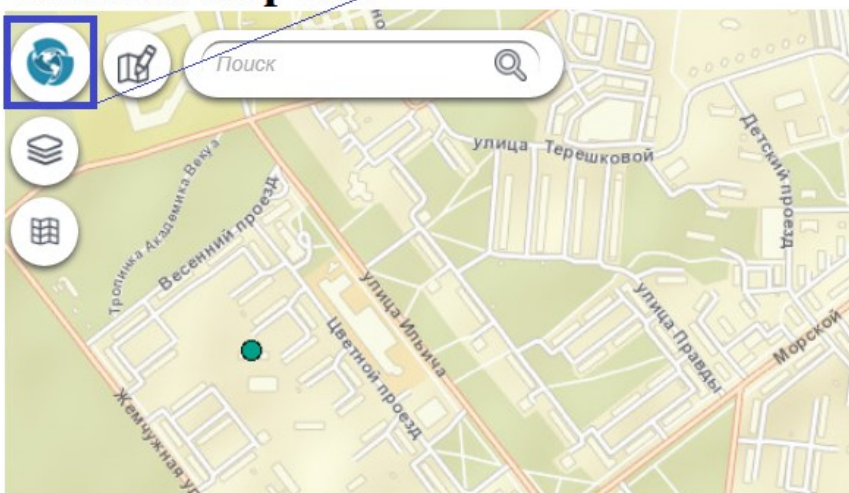 Поиск
улица Терешковой
Детский проезд
Тропинка Академика Векуа
Весенний проезд
улица Ильича
Цветной проезд
улица Правды
Морской
Жемчужная ул